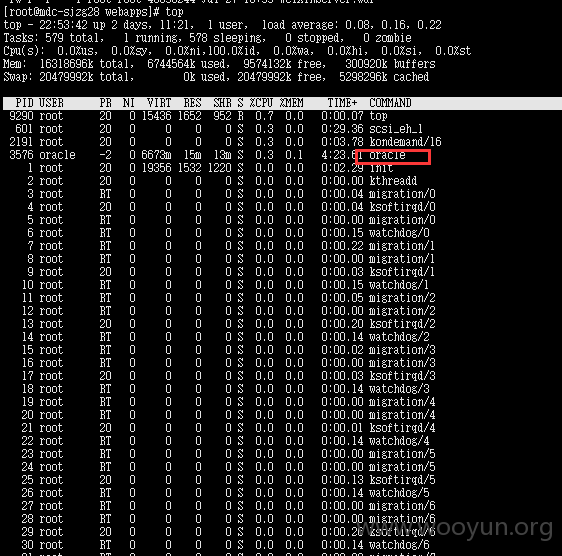 [root@mdc-sjzg28 webapps]# top
top - 22:53:42 up 2 days, 11:21, 1 user, load average: 0.08, 0.16, 0.22
Tasks: 579 total, 1 running, 578 sleeping, 0 stopped, 0 zombie
Cpu(s): 0.0%us, 0.0%sy, 0.0%ni,100.0%id, 0.0%wa, 0.0%hi, 0.0%si, 0.0%st
Mem: 16318696k total, 6744564k used, 9574132k free, 300920k buffers
Swap: 20479992k total, 0k used, 20479992k free, 5298296k cached
PID USER PR NI VIRT RES SHR S %CPU %MEM TIME+ COMMAND
9290 root 20 0 15436 1652 952 R 0.7 0.0 0:00.07 top
601 root 20 0 0 0 0 S 0.3 0.0 0:29.36 scsi_eh_1
2191 root 20 0 0 0 0 S 0.3 0.0 0:03.78 kondemand/16
3576 oracle -2 0 6673m 15m 13m S 0.3 0.1 4:23.61 oracle
1 root 20 0 19356 1532 1220 S 0.0 0.0 0:02.29 init
2 root 20 0 0 0 0 S 0.0 0.0 0:00.00 kthreadd
3 root RT 0 0 0 0 S 0.0 0.0 0:00.04 migration/0
4 root 20 0 0 0 0 S 0.0 0.0 0:00.04 ksoftirqd/0
5 root RT 0 0 0 0 S 0.0 0.0 0:00.00 migration/0
6 root RT 0 0 0 0 S 0.0 0.0 0:00.15 watchdog/0
7 root RT 0 0 0 0 S 0.0 0.0 0:00.22 migration/1
8 root RT 0 0 0 0 S 0.0 0.0 0:00.00 migration/1
9 root 20 0 0 0 0 S 0.0 0.0 0:00.03 ksoftirqd/1
10 root RT 0 0 0 0 S 0.0 0.0 0:00.15 watchdog/1
11 root RT 0 0 0 0 S 0.0 0.0 0:00.05 migration/2
12 root RT 0 0 0 0 S 0.0 0.0 0:00.00 migration/2
13 root 20 0 0 0 0 S 0.0 0.0 0:00.20 ksoftirqd/2
14 root RT 0 0 0 0 S 0.0 0.0 0:00.14 watchdog/2
15 root RT 0 0 0 0 S 0.0 0.0 0:00.02 migration/3
16 root RT 0 0 0 0 S 0.0 0.0 0:00.00 migration/3
17 root 20 0 0 0 0 S 0.0 0.0 0:00.03 ksoftirqd/3
18 root RT 0 0 0 0 S 0.0 0.0 0:00.14 watchdog/3
19 root RT 0 0 0 0 S 0.0 0.0 0:00.00 migration/4
20 root RT 0 0 0 0 S 0.0 0.0 0:00.00 migration/4
21 root 20 0 0 0 0 S 0.0 0.0 0:00.01 ksoftirqd/4
22 root RT 0 0 0 0 S 0.0 0.0 0:00.14 watchdog/4
23 root RT 0 0 0 0 S 0.0 0.0 0:00.00 migration/5
24 root RT 0 0 0 0 S 0.0 0.0 0:00.00 migration/5
25 root 20 0 0 0 0 S 0.0 0.0 0:00.13 ksoftirqd/5
26 root RT 0 0 0 0 S 0.0 0.0 0:00.14 watchdog/5
27 root RT 0 0 0 0 S 0.0 0.0 0:00.00 migration/6
28 root RT 0 0 0 0 S 0.0 0.0 0:00.00 migration/6
29 root 20 0 0 0 0 S 0.0 0.0 0:00.26 ksoftirqd/6
30 root RT 0 0 0 0 S 0.0 0.0 0:00.14 watchdog/6
www.wooyun.org